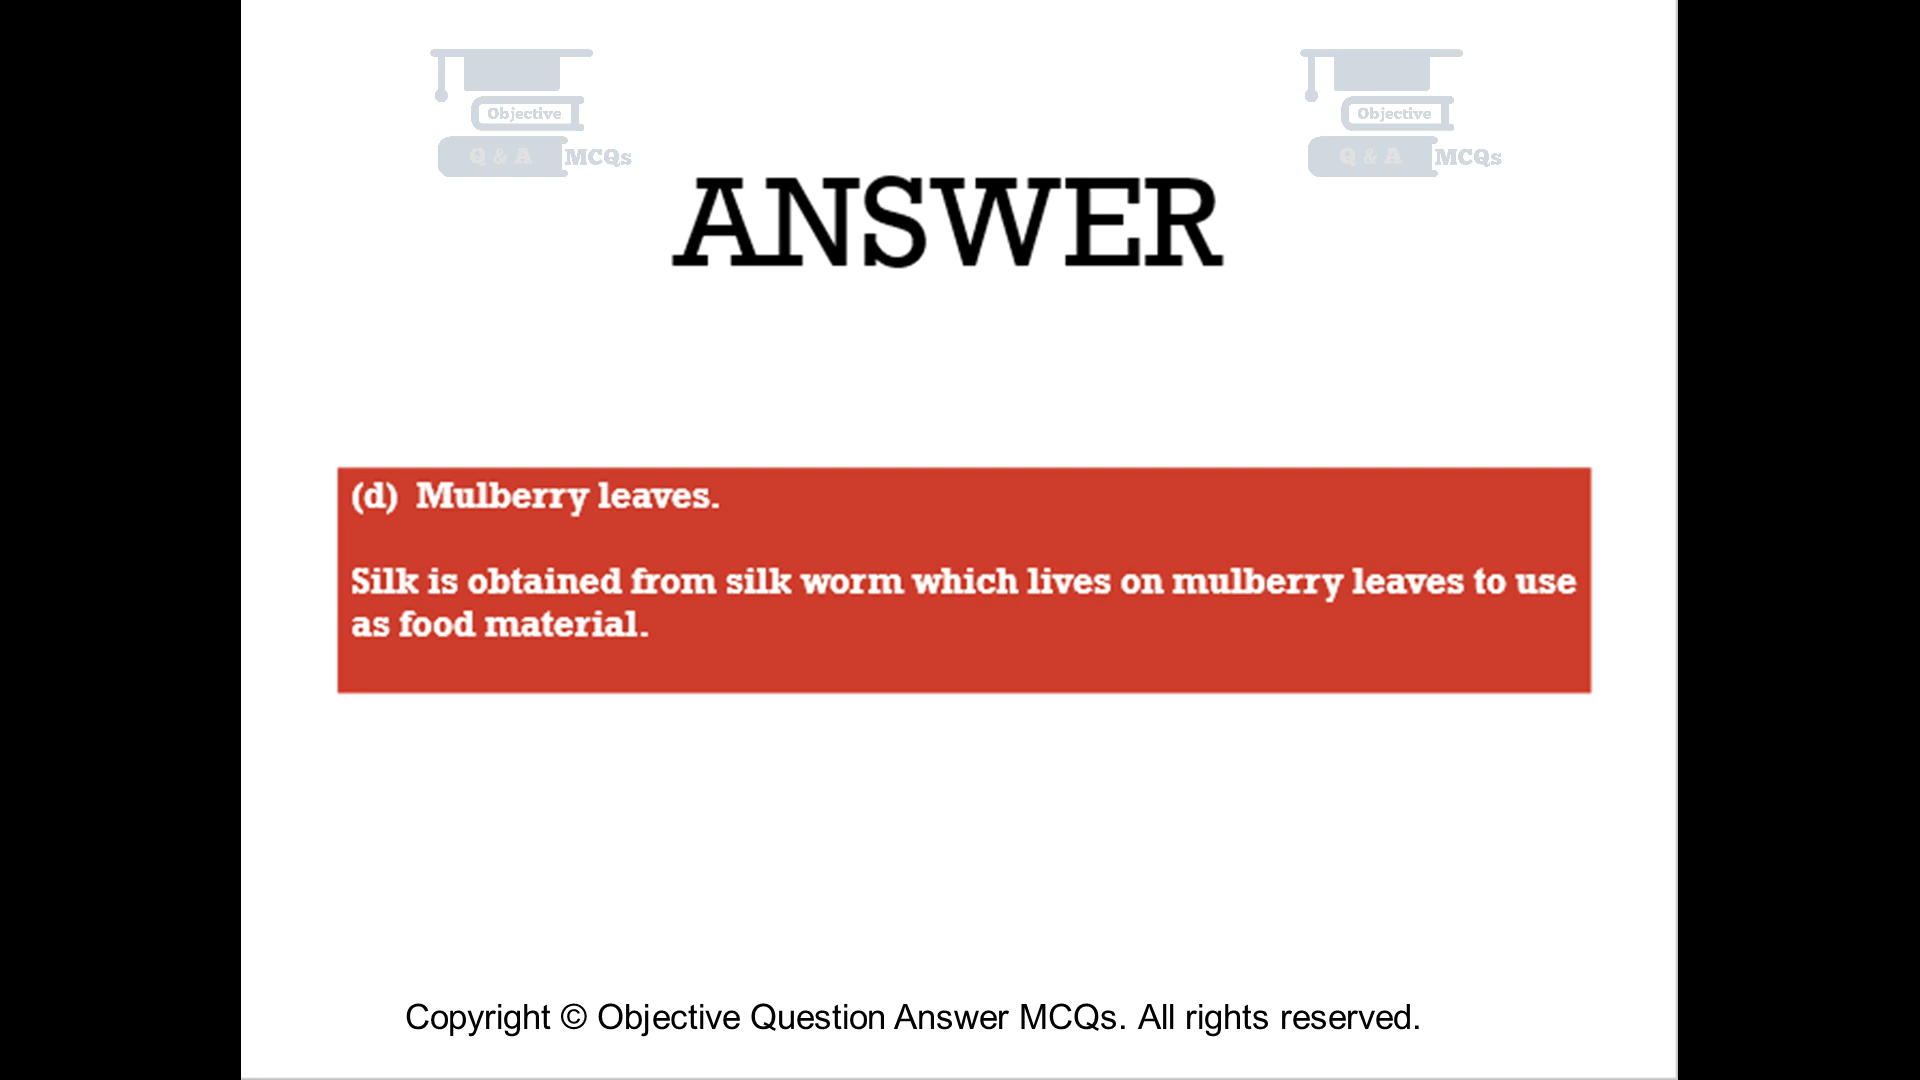 Objective
Q & A MCQs
Objective
Q & A MCQs
ANSWER
(d) Mulberry leaves.
Silk is obtained from silk worm which lives on mulberry leaves to use
as food material.
Copyright © Objective Question Answer MCQs. All rights reserved.